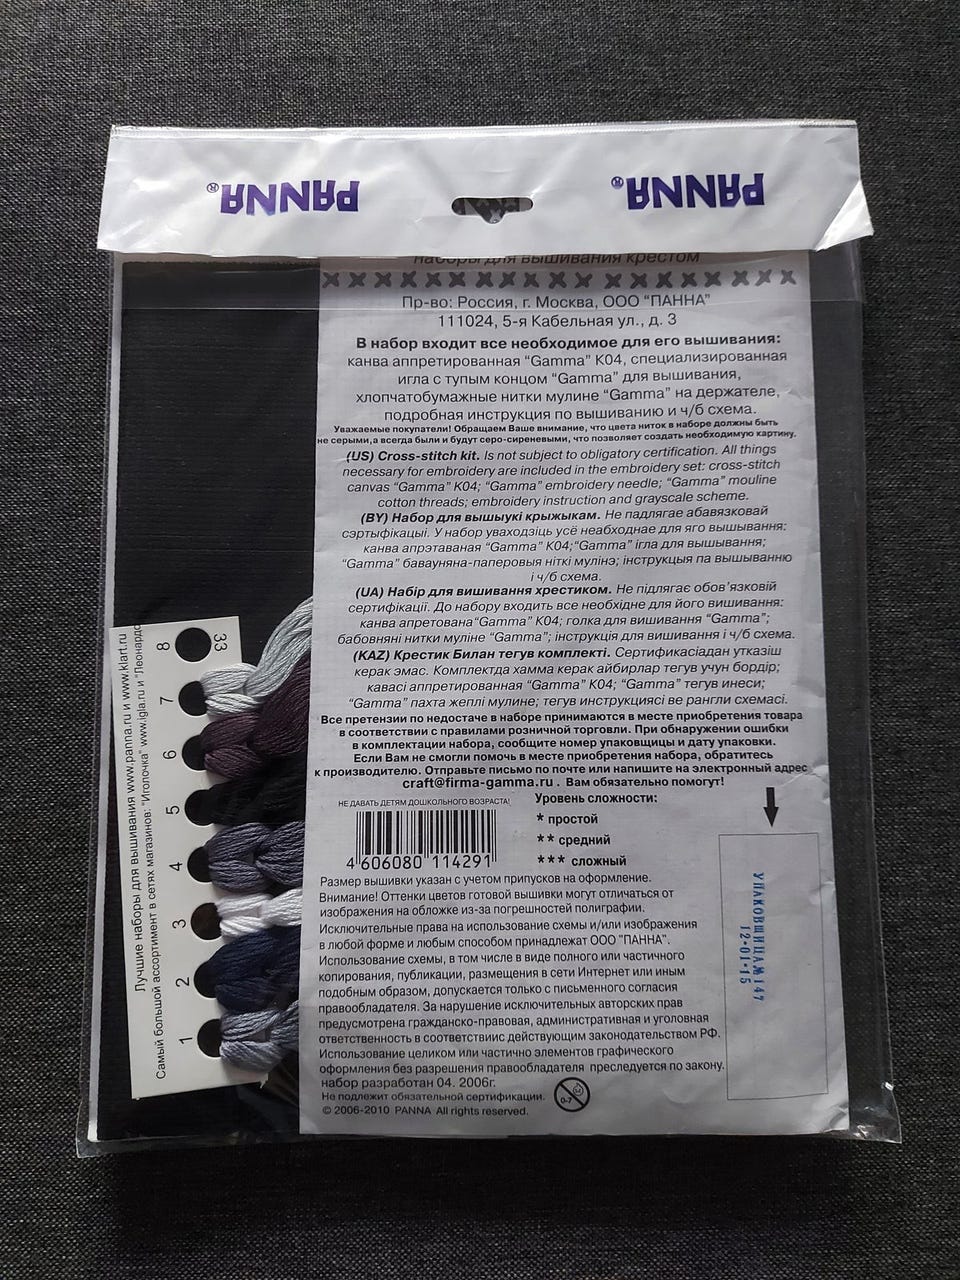 PANNA® PANNA®
наборы для вышивания крестом
Пр-во: Россия, г. Москва, ООО "ПАННА"
111024, 5-я Кабельная ул., д. 3
В набор входит все необходимое для его вышивания:
канва аппретированная "Gamma" К04, специализированная
игла с тупым концом "Gamma" для вышивания,
хлопчатобумажные нитки мулине "Gamma" на держателе,
подробная инструкция по вышиванию и ч/б схема.
Уважаемые покупатели! Обращаем Ваше внимание, что цвета ниток в наборе должны быть
не серыми,а всегда были и будут серо-сиреневыми, что позволяет создать необходимую картину.
(US) Cross-stitch kit. Is not subject to obligatory certification. All things
necessary for embroidery are included in the embroidery set: cross-stitch
canvas "Gamma" K04; "Gamma" embroidery needle; "Gamma" mouline
cotton threads; embroidery instruction and grayscale scheme.
(BY) Набор для вышыукі крыжыкам. Не падлягае абавязковай
сэртыфікацыі. У набор уваходзіць усё неабходнае для яго вышывання:
канва апрэтаваная "Gamma" К04;"Gamma" ігла для вышывання;
"Gamma" бавауняна-паперовыя ніткі мулінэ; інструкцыя па вышыванню
і ч/б схема.
(UA) Набір для вишивання хрестиком. Не підлягає обов'язковій
сертифікації. До набору входить все необхідне для його вишивання:
канва апретована"Gamma" К04; голка для вишивання "Gamma";
бабовняні нитки муліне "Gamma"; інструкція для вишивання і ч/б схема.
(KAZ) Крестик Билан тегув комплекті. Сертификасіадан утказіш
керак эмас. Комплектда хамма керак айбирлар тегув учун бордір;
кавасі аппретированная "Gamma" К04; "Gamma" тегув инеси;
"Gamma" пахта жеплі мулине; тегув инструкциясі ве рангли схемасі.
Все претензии по недостаче в наборе принимаются в месте приобретения товара
в соответствии с правилами розничной торговли. При обнаружении ошибки
в комплектации набора, сообщите номер упаковщицы и дату упаковки.
Если Вам не смогли помочь в месте приобретения набора, обратитесь
к производителю. Отправьте письмо по почте или напишите на электронный адрес
craft@firma-gamma.ru . Вам обязательно помогут!
НЕ ДАВАТЬ ДЕТЯМ ДОШКОЛЬНОГО ВОЗРАСТА!
4 606080 114291
Уровень сложности:
* простой
** средний
*** сложный
Размер вышивки указан с учетом припусков на оформление.
Внимание! Оттенки цветов готовой вышивки могут отличаться от
изображения на обложке из-за погрешностей полиграфии.
Исключительные права на использование схемы и/или изображения
в любой форме и любым способом принадлежат ООО "ПАННА".
Использование схемы, в том числе в виде полного или частичного
копирования, публикации, размещения в сети Интернет или иным
подобным образом, допускается только с письменного согласия
правообладателя. За нарушение исключительных авторских прав
предусмотрена гражданско-правовая, административная и уголовная
ответственность в соответствиис действующим законодательством РФ.
Использование целиком или частично элементов графического
оформления без разрешения правообладателя преследуется по закону.
набор разработан 04. 2006г.
Не подлежит обязательной сертификации.
© 2006-2010 PANNA All rights reserved.
0-3
УПАКОВЩИЦА№147
12·01·15
Лучшие наборы для вышивания www.panna.ru и www.klart.ru
Самый большой ассортимент в сетях магазинов: "Иголочка" www.igla.ru и "Леонардо
1 2 3 4 5 6 7 8
33